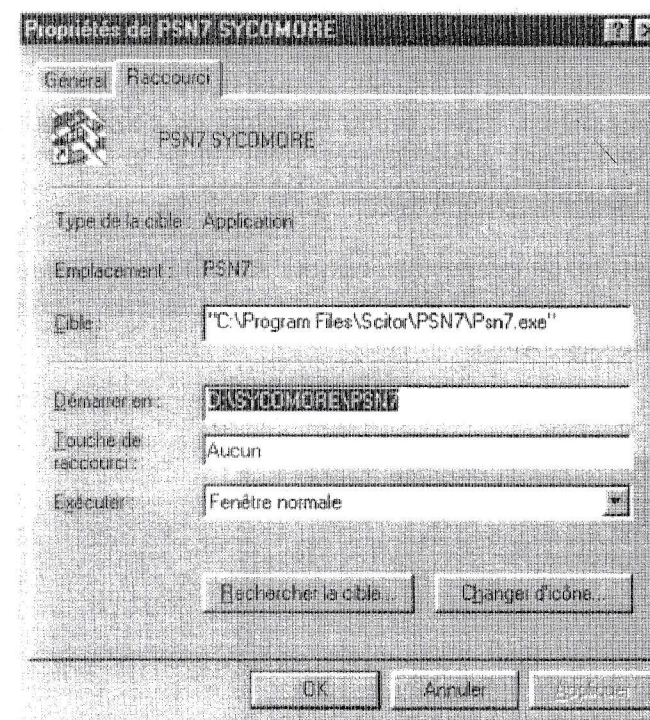 Propriétés de PSN7 SYCOMORE
Général Raccourci
PSN7 SYCOMORE
Type de la cible : Application
Emplacement : PSN7
Cible : "C:\Program Files\Scitor\PSN7\Psn7.exe"
Démarrer en : D:\SYCOMORE\PSN7
Touche de
raccourci : Aucun
Exécuter : Fenêtre normale
Rechercher la cible... Changer d'icône...
OK Annuler Appliquer